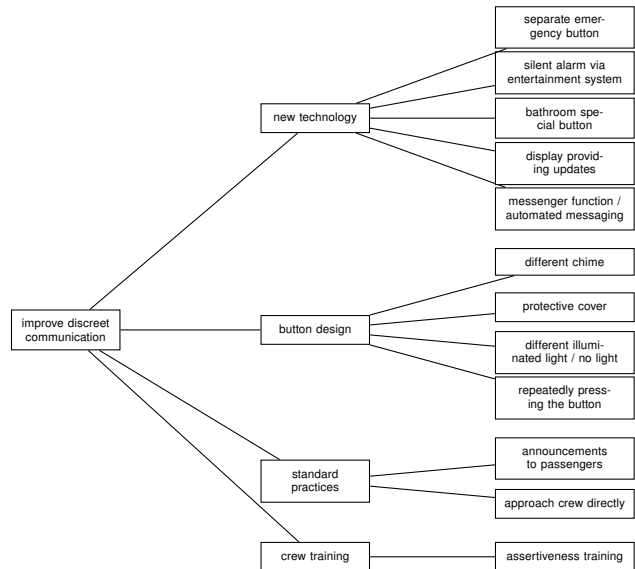 improve discreet
communication
new technology
separate emer-
gency button
silent alarm via
entertainment system
bathroom spe-
cial button
display provid-
ing updates
messenger function /
automated messaging
button design
different chime
protective cover
different illumi-
nated light / no light
repeatedly press-
ing the button
standard
practices
announcements
to passengers
approach crew directly
crew training
assertiveness training